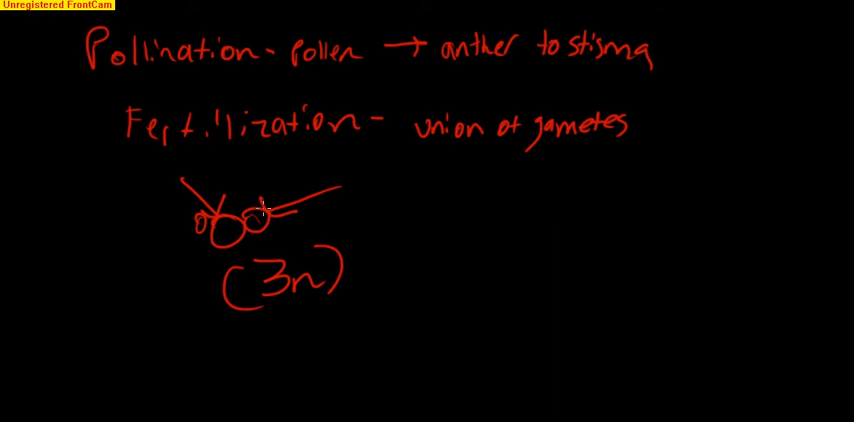 Unregistered FrontCam
Pollination - pollen → anther to stigma
Fertilization - union of gametes
(3n)